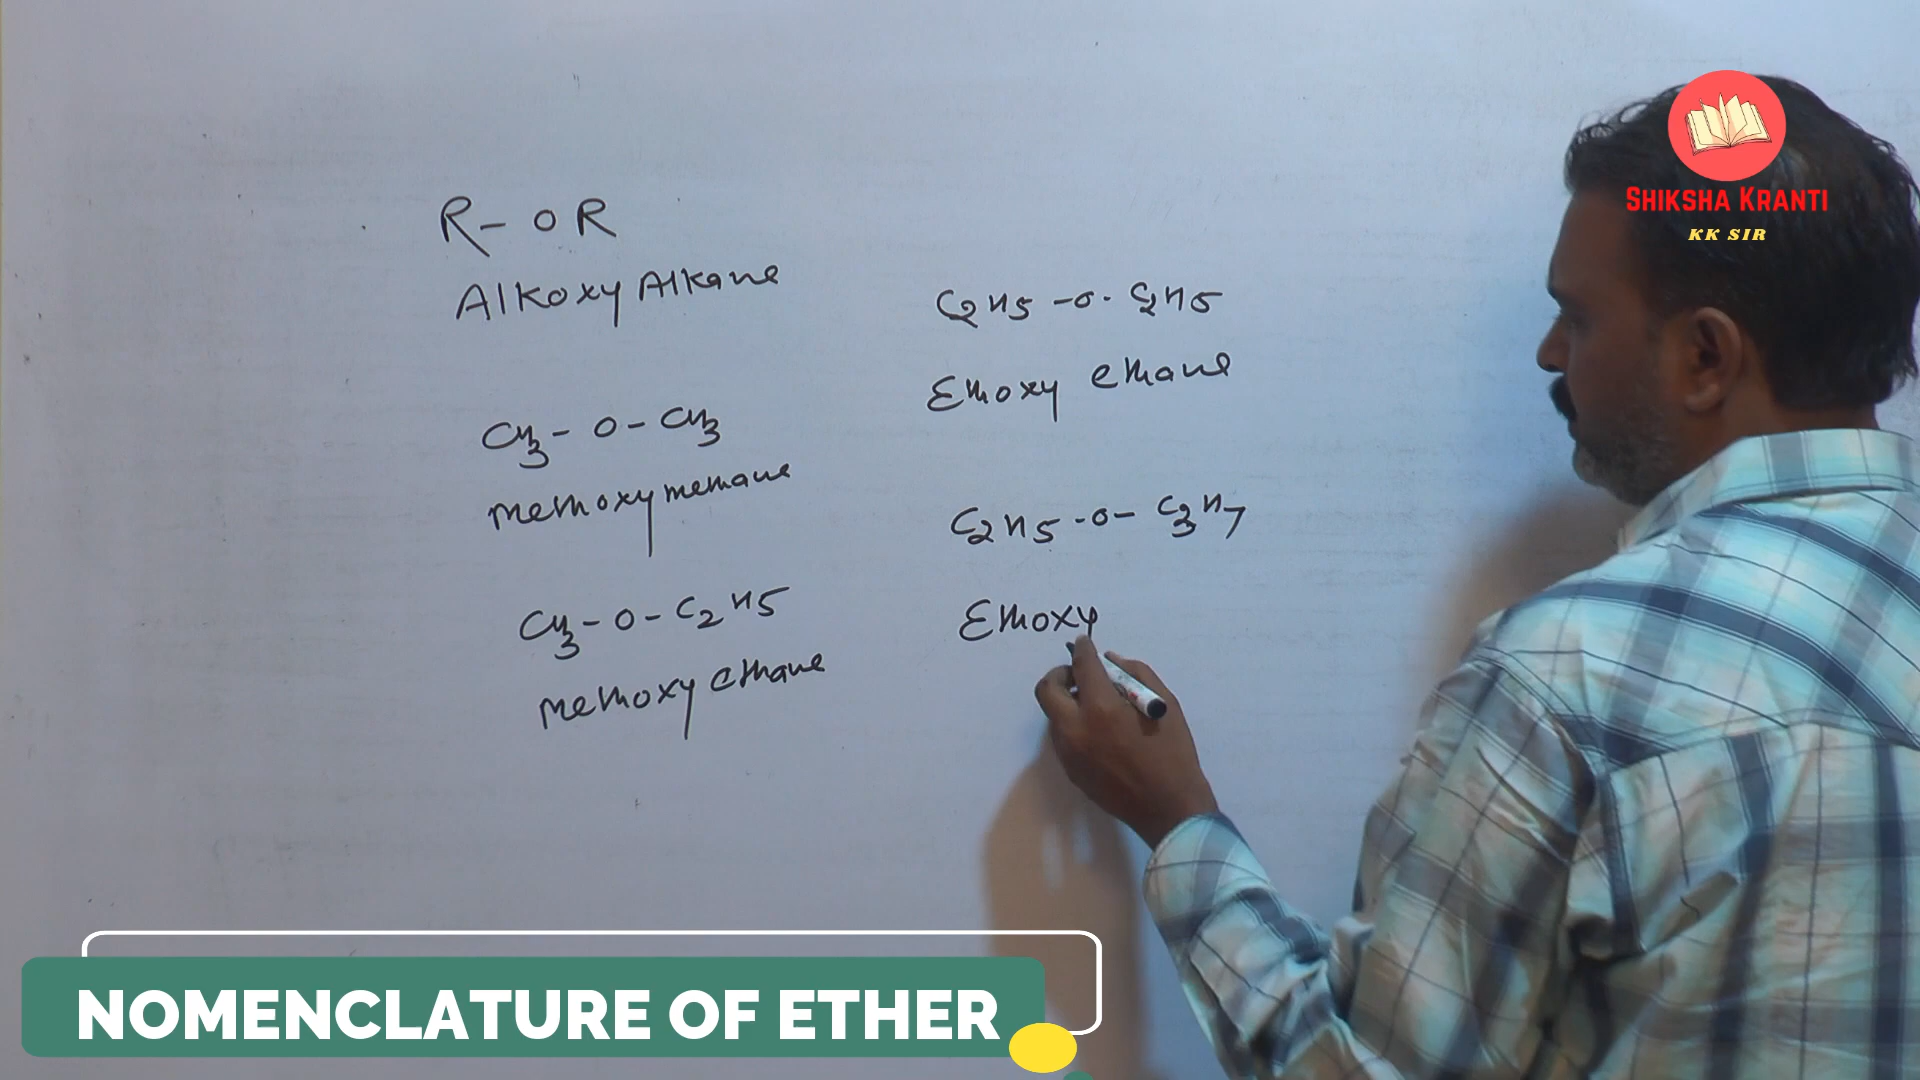 R- OR
Alkoxy Alkane
CH3- O- CH3
methoxy methane
CH3- O- C2H5
methoxy ethane
C2H5 -O- C2H5
Ethoxy ethane
C2H5 -O- C3H7
Ethoxy
SHIKSHA KRANTI
KK SIR
NOMENCLATURE OF ETHER